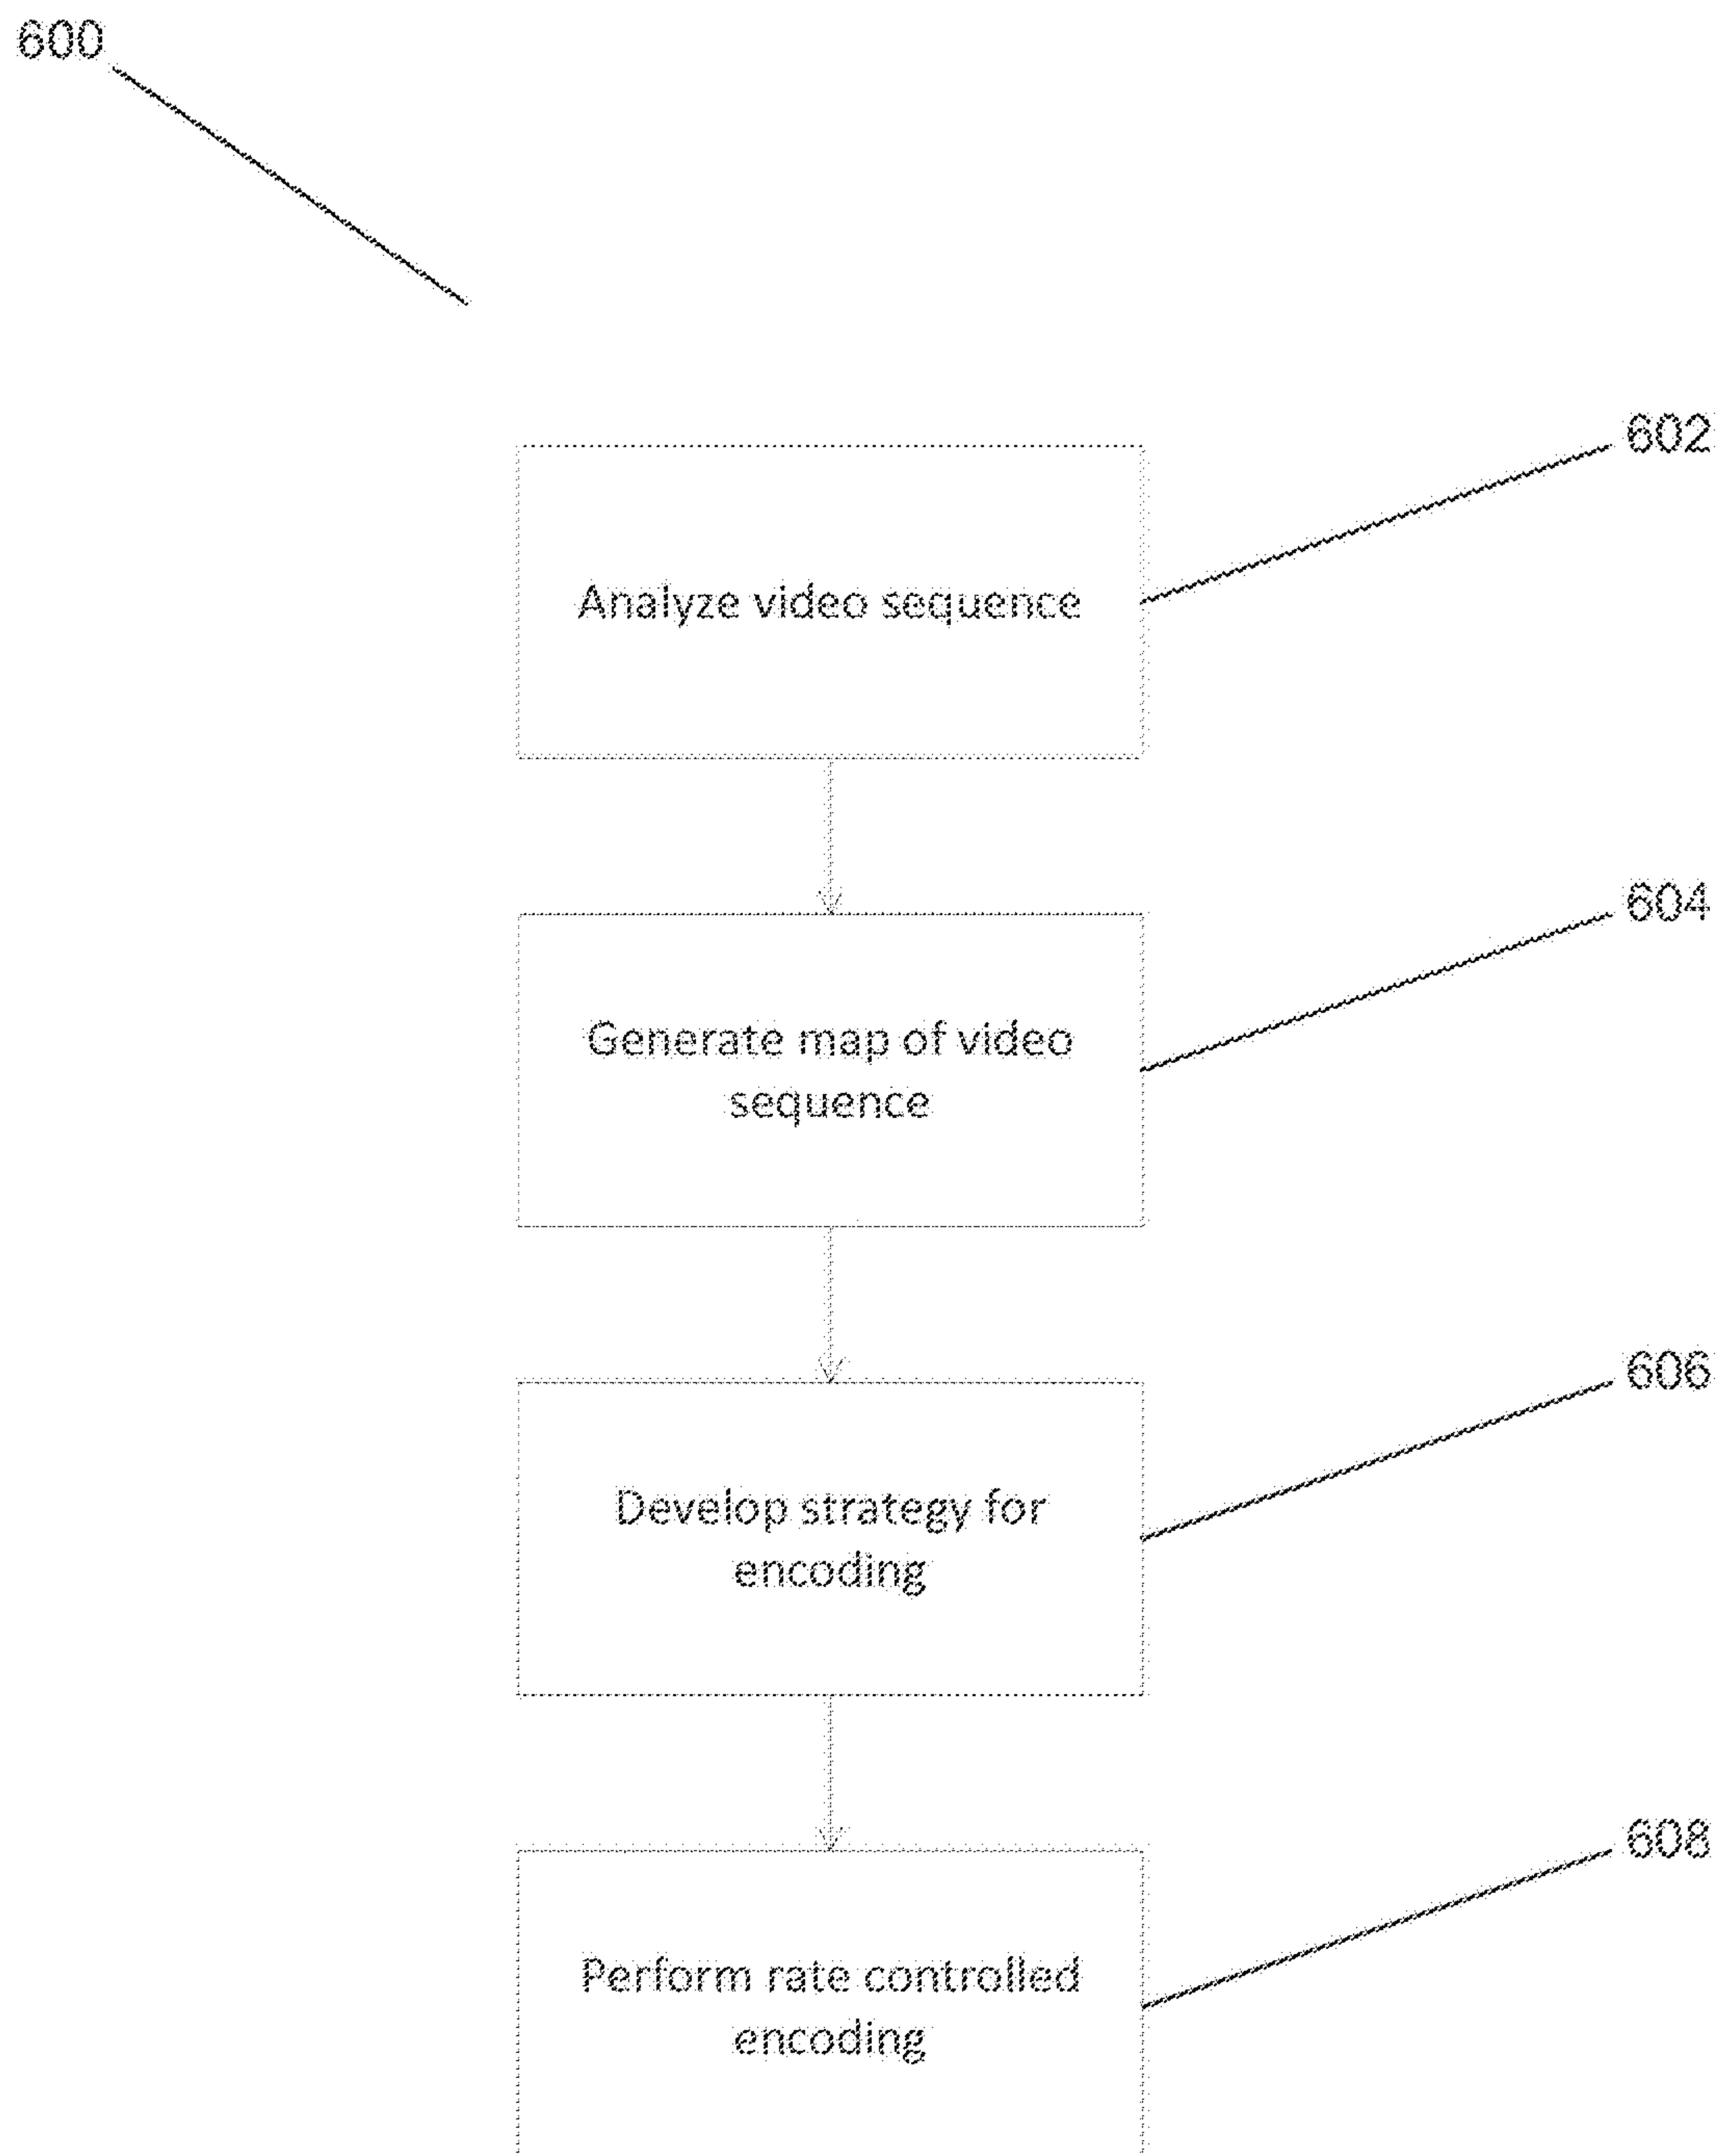 600
602
Analyze video sequence
604
Generate map of video
sequence
606
Develop strategy for
encoding
608
Perform rate controlled
encoding